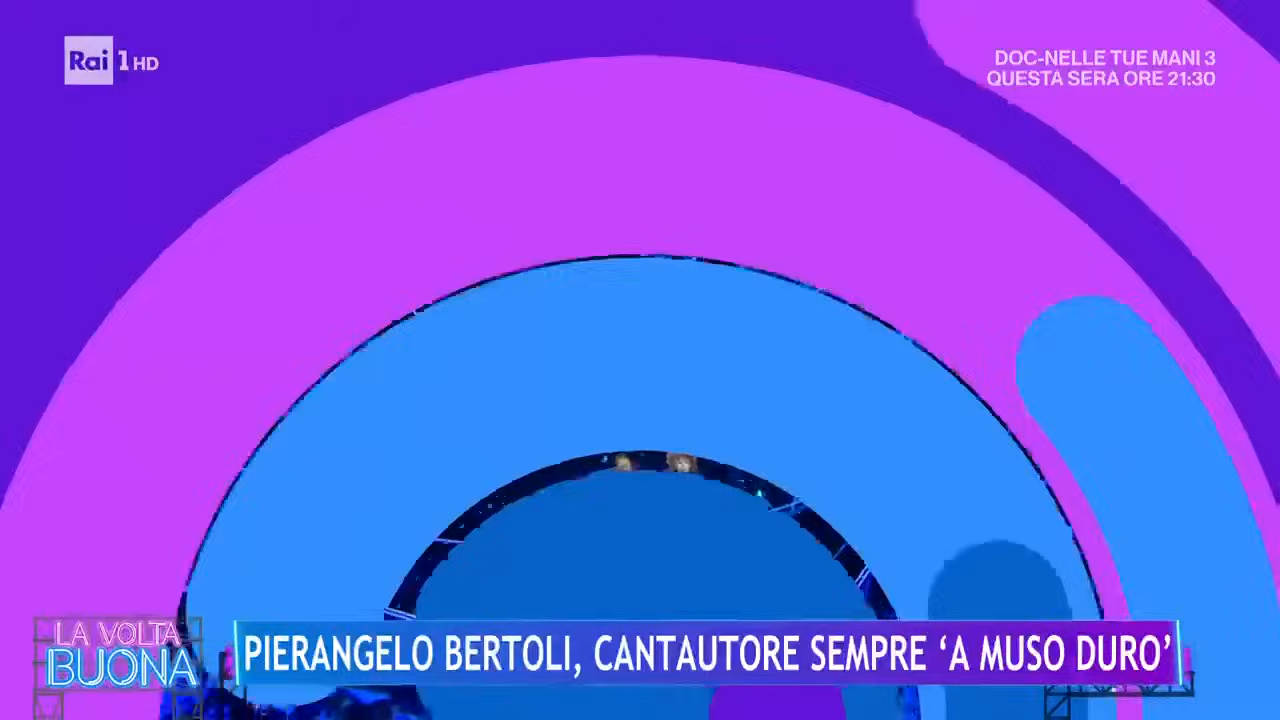 Rai 1 HD
DOC-NELLE TUE MANI 3
QUESTA SERA ORE 21:30
LA VOLTA
BUONA
PIERANGELO BERTOLI, CANTAUTORE SEMPRE ‘A MUSO DURO’